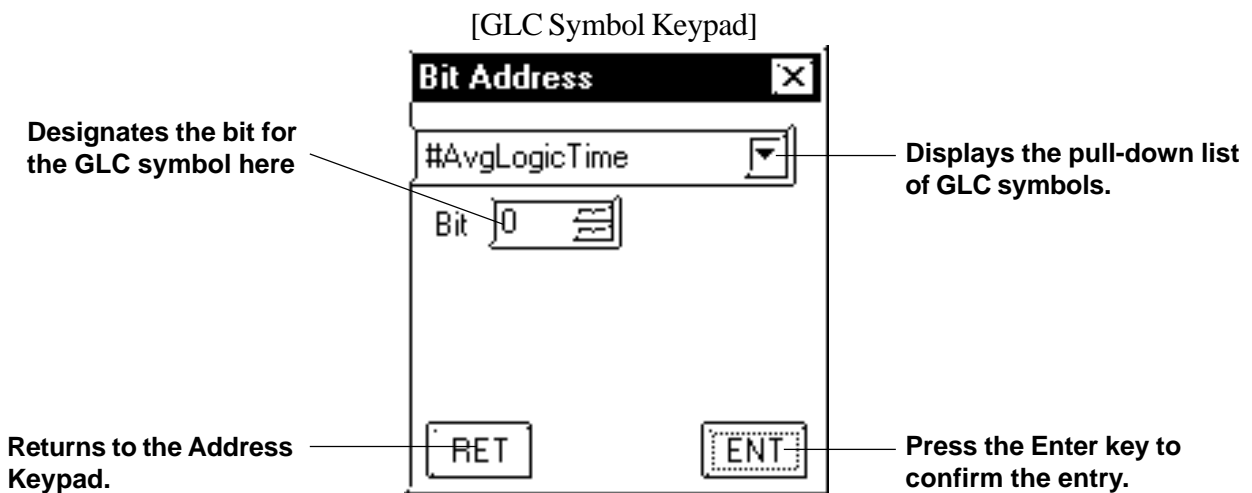 [GLC Symbol Keypad]
Bit Address
Designates the bit for
the GLC symbol here
#AvgLogicTime
Displays the pull-down list
of GLC symbols.
Bit 0
Returns to the Address
Keypad.
RET
ENT
Press the Enter key to
confirm the entry.